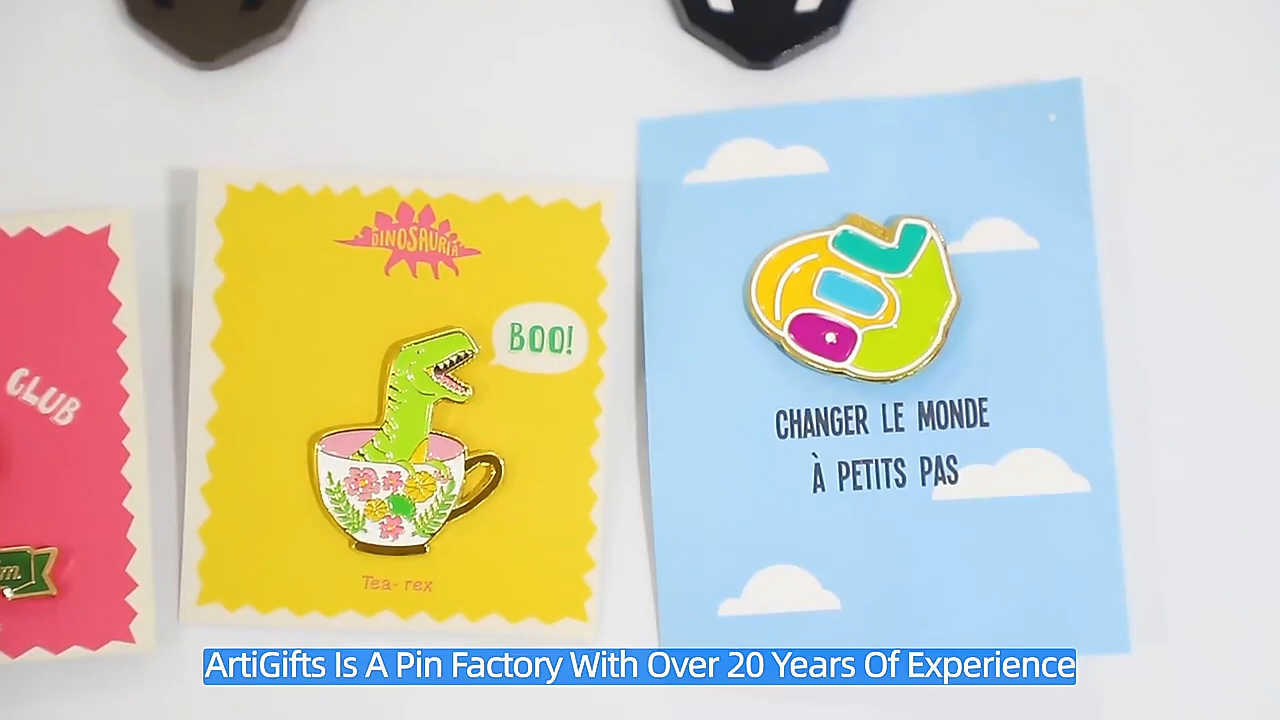 DINOSAURIA
BOO!
CLUB
Tea-rex
CHANGER LE MONDE
À PETITS PAS
ArtiGifts Is A Pin Factory With Over 20 Years Of Experience